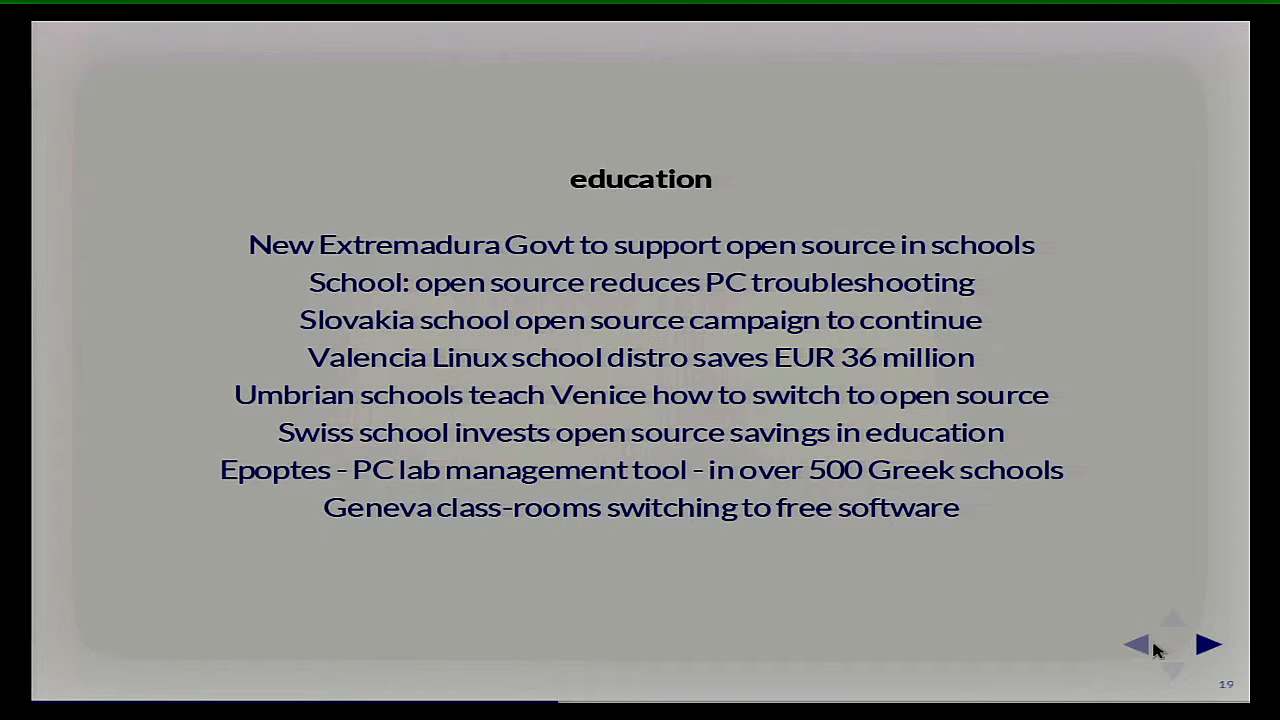 education
New Extremadura Govt to support open source in schools
School: open source reduces PC troubleshooting
Slovakia school open source campaign to continue
Valencia Linux school distro saves EUR 36 million
Umbrian schools teach Venice how to switch to open source
Swiss school invests open source savings in education
Epoptes - PC lab management tool - in over 500 Greek schools
Geneva class-rooms switching to free software
19